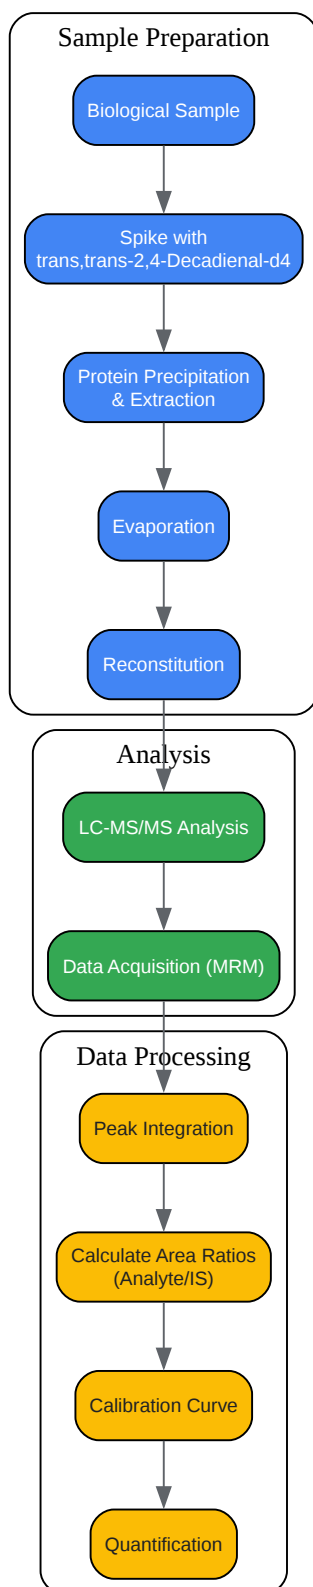 Sample Preparation
Biological Sample
Spike with
trans,trans-2,4-Decadienal-d4
Protein Precipitation
& Extraction
Evaporation
Reconstitution
Analysis
LC-MS/MS Analysis
Data Acquisition (MRM)
Data Processing
Peak Integration
Calculate Area Ratios
(Analyte/IS)
Calibration Curve
Quantification